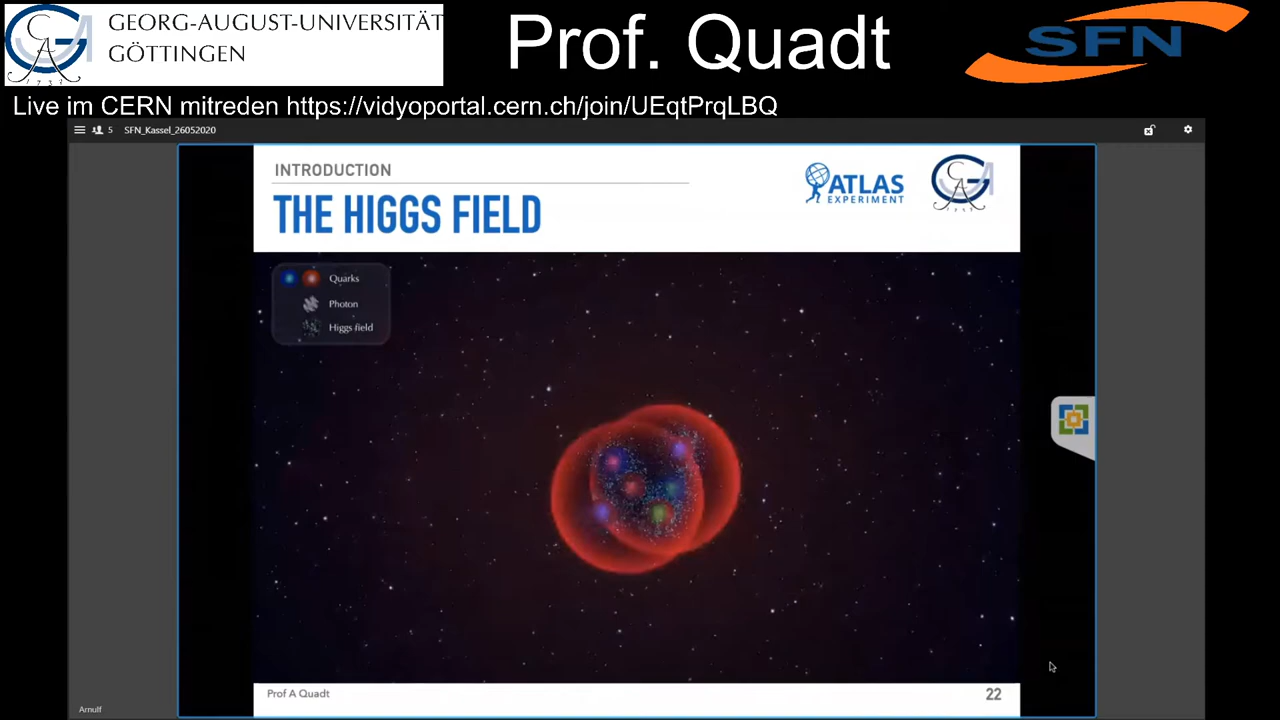 GEORG-AUGUST-UNIVERSITÄT
GÖTTINGEN
Prof. Quadt
SFN
Live im CERN mitreden https://vidyoportal.cern.ch/join/UEqtPrqLBQ
5 SFN_Kassel_26052020
INTRODUCTION
THE HIGGS FIELD
ATLAS
EXPERIMENT
Quarks
Photon
Higgs field
Prof A Quadt
22
Arnulf